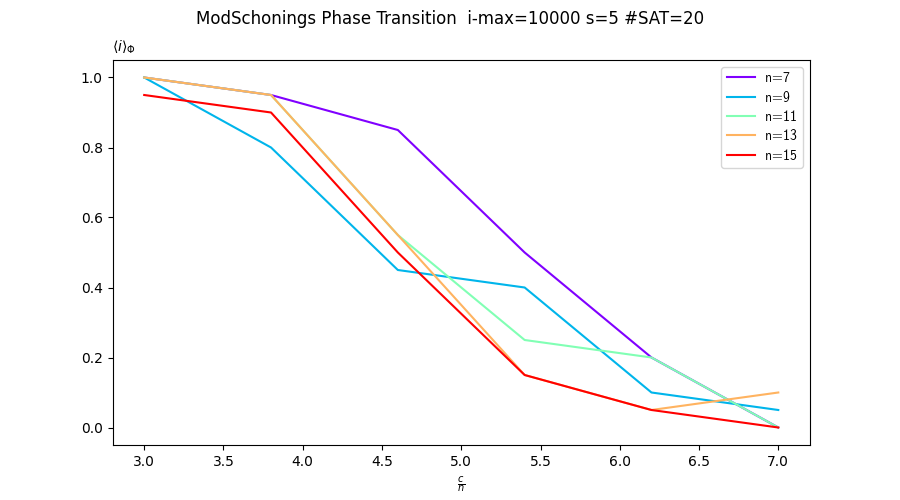 ModSchonings Phase Transition i-max=10000 s=5 #SAT=20
⟨i⟩Φ
1.0
0.8
0.6
0.4
0.2
0.0
n=7
n=9
n=11
n=13
n=15
3.0 3.5 4.0 4.5 5.0 5.5 6.0 6.5 7.0
c/n